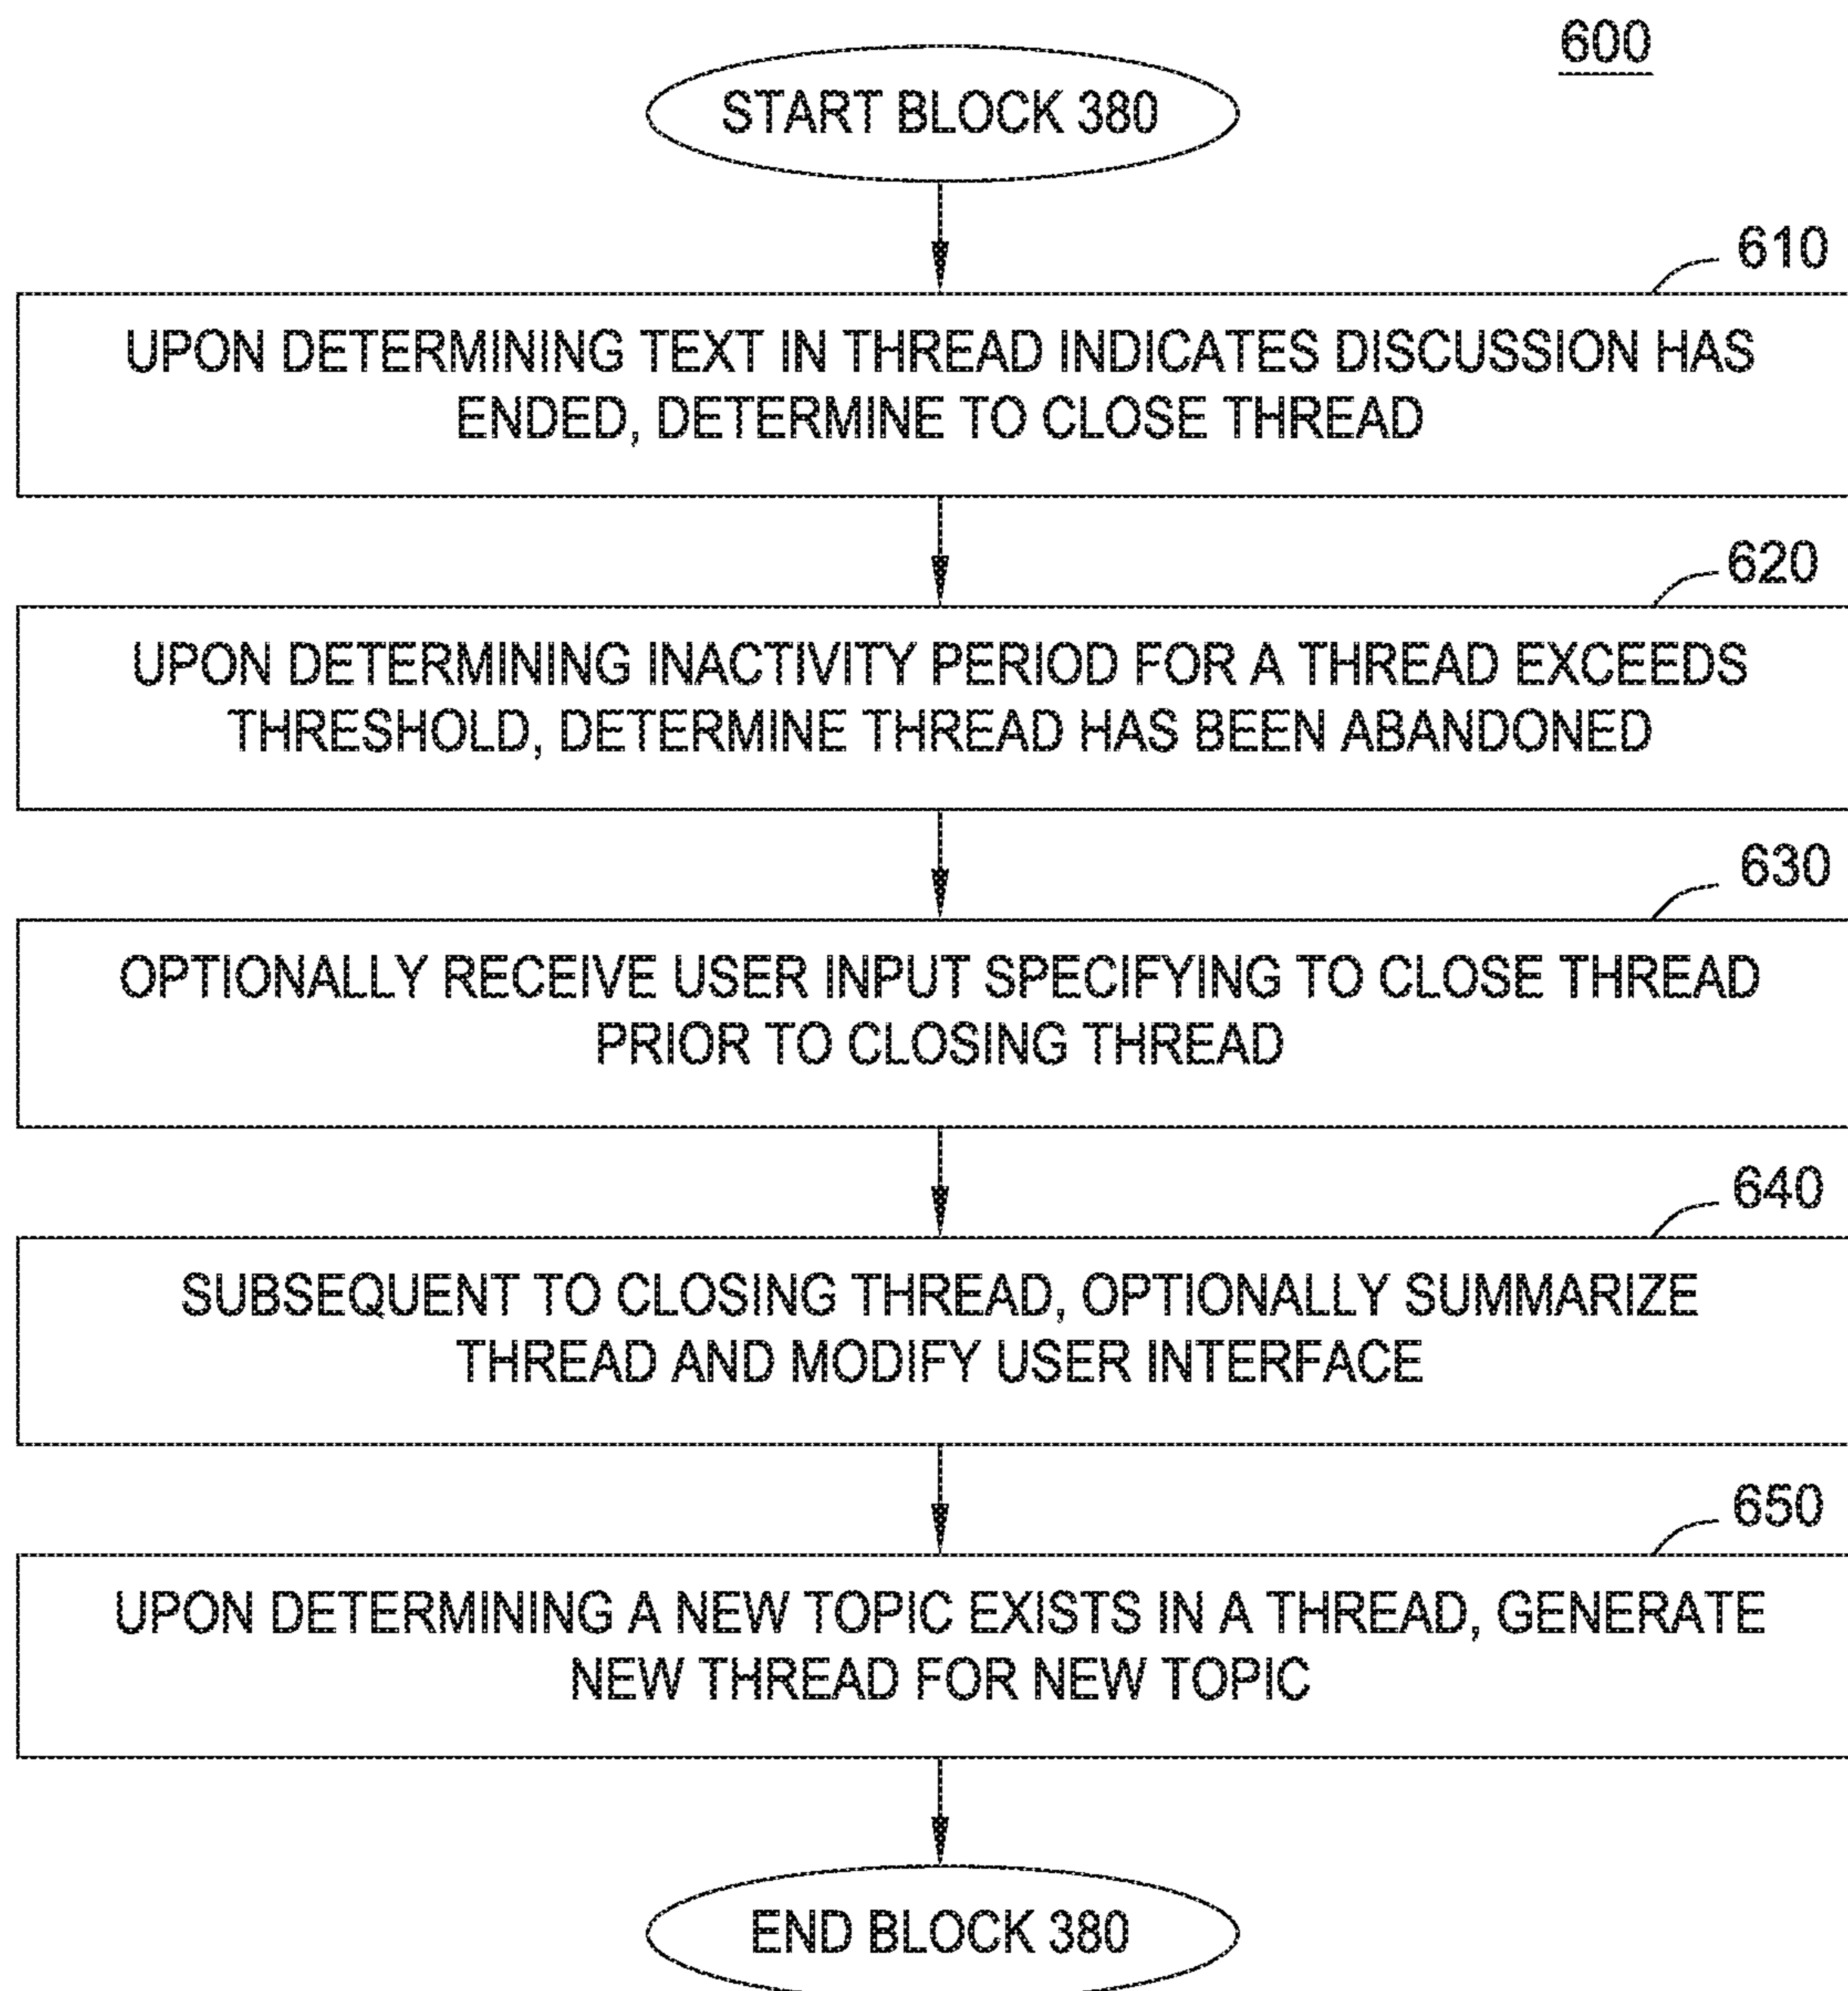 600
START BLOCK 380
610
UPON DETERMINING TEXT IN THREAD INDICATES DISCUSSION HAS
ENDED, DETERMINE TO CLOSE THREAD
620
UPON DETERMINING INACTIVITY PERIOD FOR A THREAD EXCEEDS
THRESHOLD, DETERMINE THREAD HAS BEEN ABANDONED
630
OPTIONALLY RECEIVE USER INPUT SPECIFYING TO CLOSE THREAD
PRIOR TO CLOSING THREAD
640
SUBSEQUENT TO CLOSING THREAD, OPTIONALLY SUMMARIZE
THREAD AND MODIFY USER INTERFACE
650
UPON DETERMINING A NEW TOPIC EXISTS IN A THREAD, GENERATE
NEW THREAD FOR NEW TOPIC
END BLOCK 380